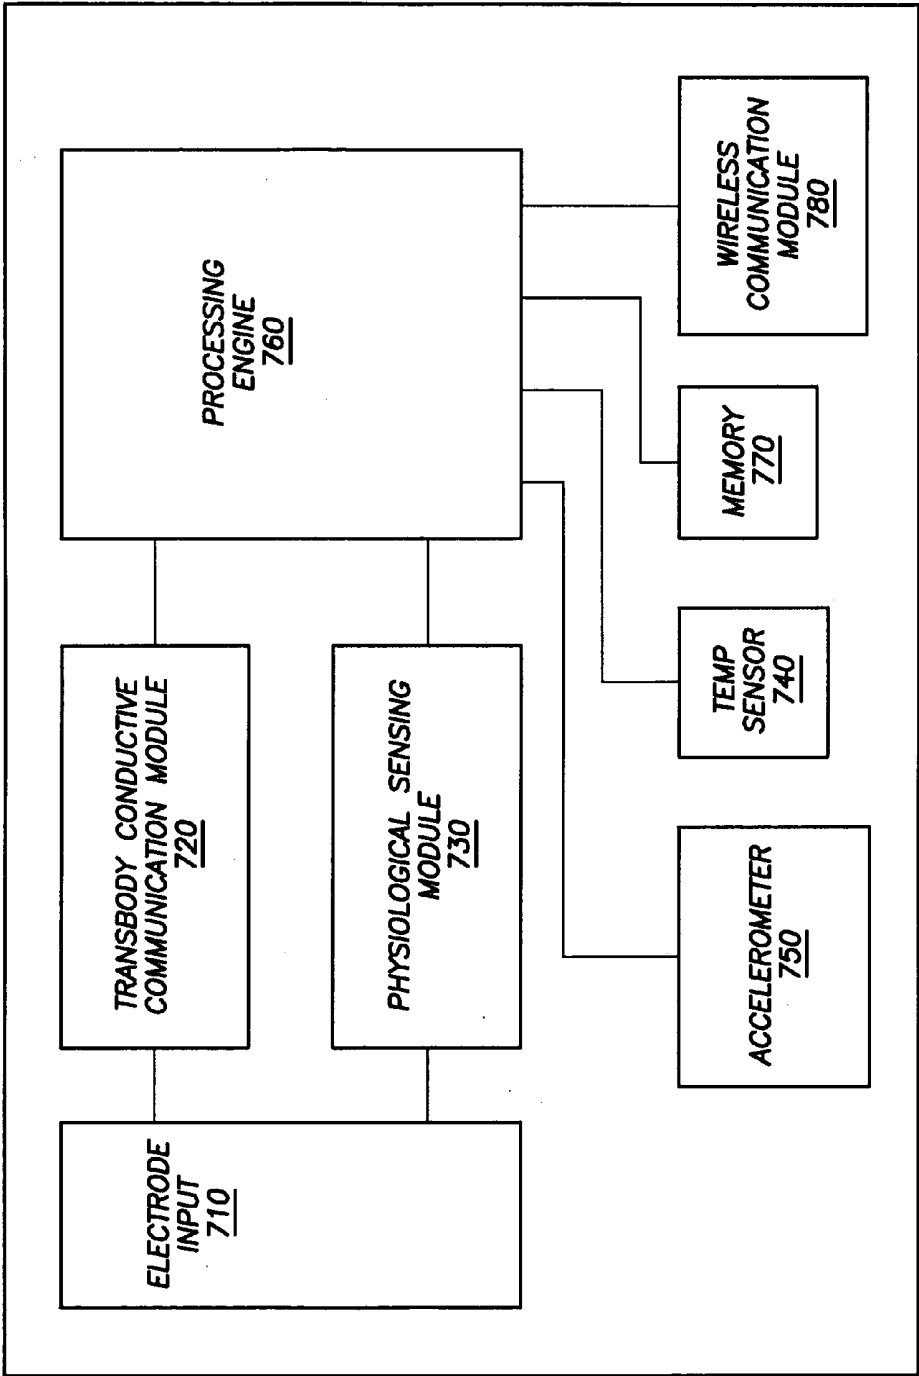 ELECTRODE
INPUT
710
TRANSBODY CONDUCTIVE
COMMUNICATION MODULE
720
PHYSIOLOGICAL SENSING
MODULE
730
PROCESSING
ENGINE
760
ACCELEROMETER
750
TEMP
SENSOR
740
MEMORY
770
WIRELESS
COMMUNICATION
MODULE
780